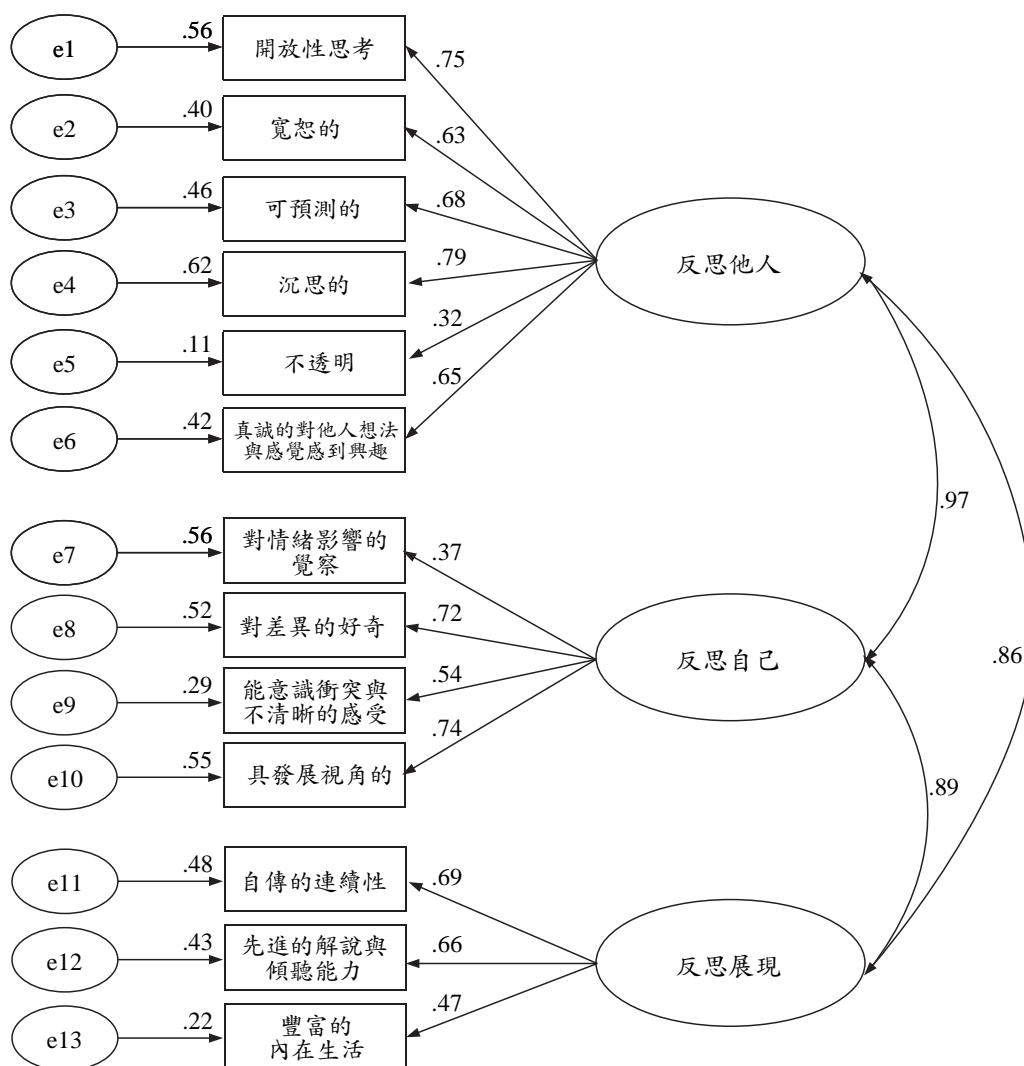 e1
.56
開放性思考
.75
e2
.40
寬恕的
.63
e3
.46
可預測的
.68
反思他人
e4
.62
沉思的
.79
e5
.11
不透明
.32
e6
.42
真誠的對他人想法
與感覺感到興趣
.65
.97
e7
.56
對情緒影響的
覺察
.37
e8
.52
對差異的好奇
.72
反思自己
.86
e9
.29
能意識衝突與
不清晰的感受
.54
e10
.55
具發展視角的
.74
.89
e11
.48
自傳的連續性
.69
e12
.43
先進的解說與
傾聽能力
.66
反思展現
e13
.22
豐富的
內在生活
.47